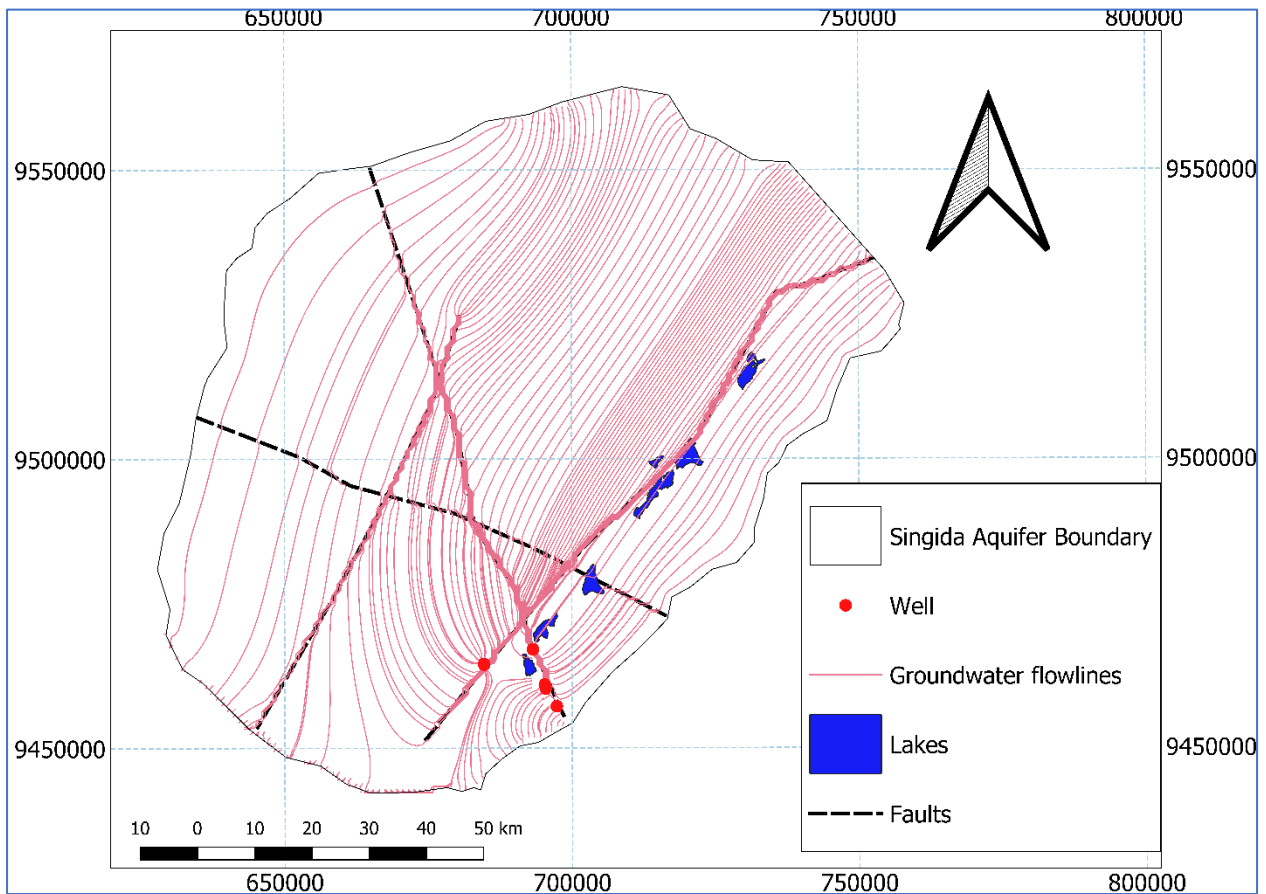 650000 700000 750000 800000
9550000 9550000
9500000 9500000
Singida Aquifer Boundary
Well
Groundwater flowlines
9450000 9450000
Lakes
Faults
10 0 10 20 30 40 50 km
650000 700000 750000 800000